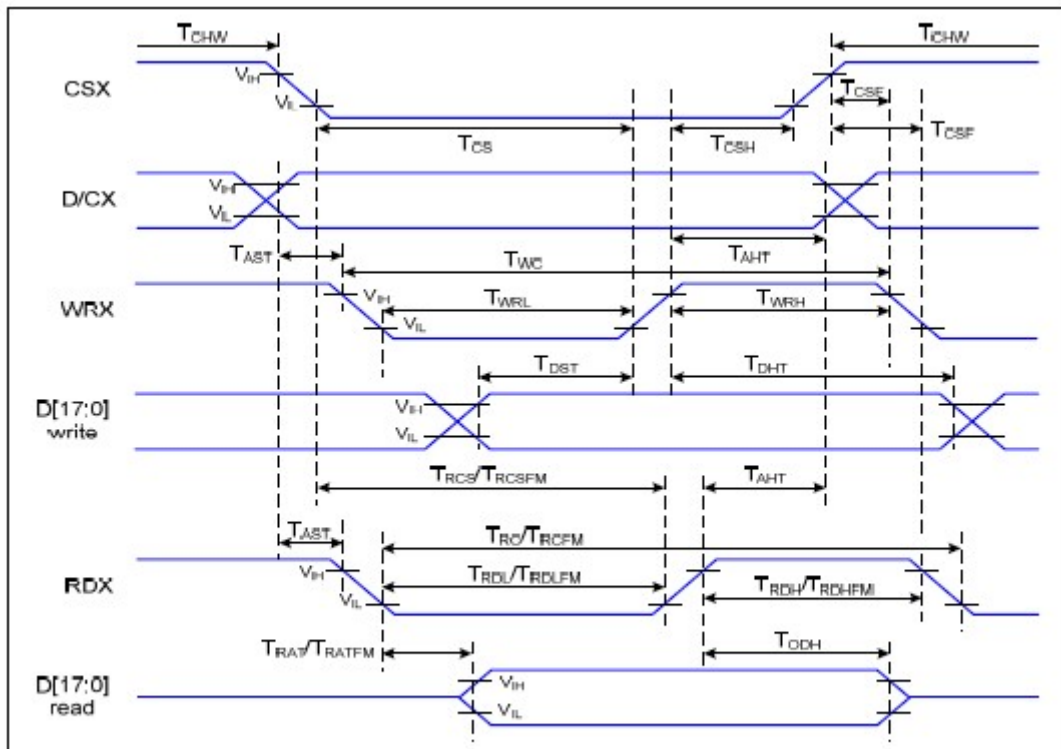 TCHW TCHW
CSX VIH TCSF
VIL TCSF
TCS TCSH
D/CX VIH
VIL
TAST TWC TAHT
WRX VIH TWRL TWRH
VIL
TDST TDHT
D[17:0] VIH
write VIL
TRCS/TRCSFM TAHT
TAST TRC/TRCFM
RDX VIH TRDL/TRDLFM TRDH/TRDHFM
VIL
TRAT/TRATFM TODH
D[17:0] VIH
read VIL